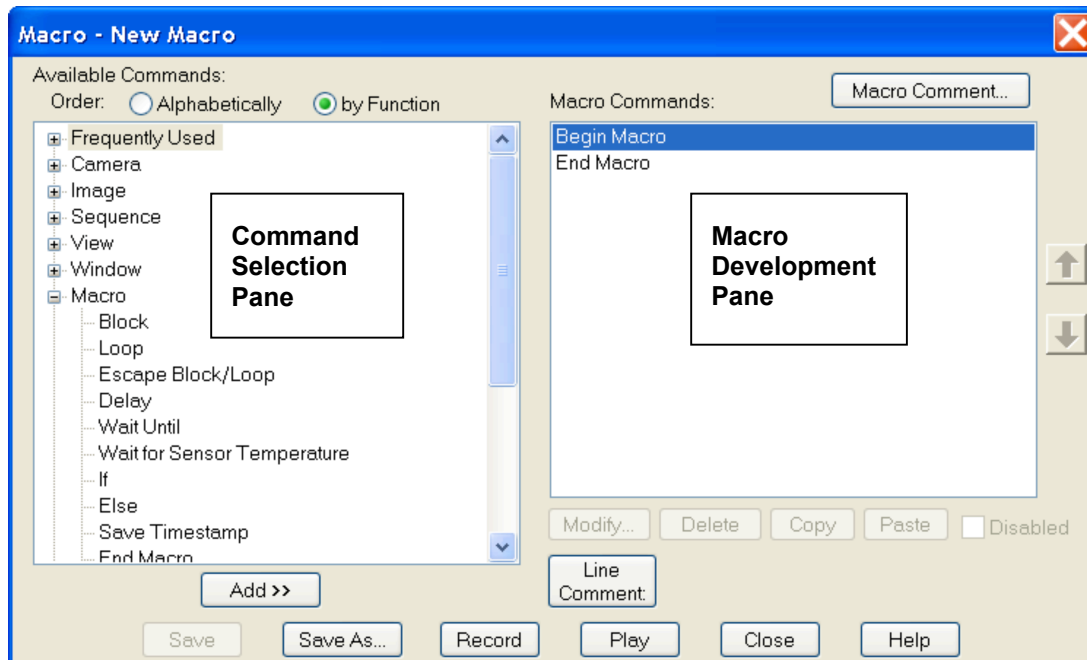 Macro - New Macro
Available Commands:
Order: Alphabetically by Function
Macro Commands:
Macro Comment...
Frequently Used
Camera
Image
Sequence
View
Window
Macro
Block
Loop
Escape Block/Loop
Delay
Wait Until
Wait for Sensor Temperature
If
Else
Save Timestamp
End Macro
Command
Selection
Pane
Begin Macro
End Macro
Macro
Development
Pane
Modify... Delete Copy Paste Disabled
Line
Comment:
Add >>
Save Save As... Record Play Close Help